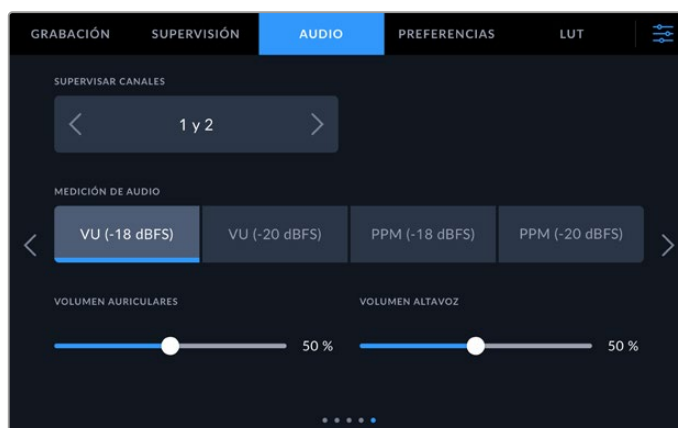 GRABACIÓN SUPERVISIÓN AUDIO PREFERENCIAS LUT
SUPERVISAR CANALES
1 y 2
MEDICIÓN DE AUDIO
VU (-18 dBFS) VU (-20 dBFS) PPM (-18 dBFS) PPM (-20 dBFS)
VOLUMEN AURICULARES VOLUMEN ALTAVOZ
50 % 50 %